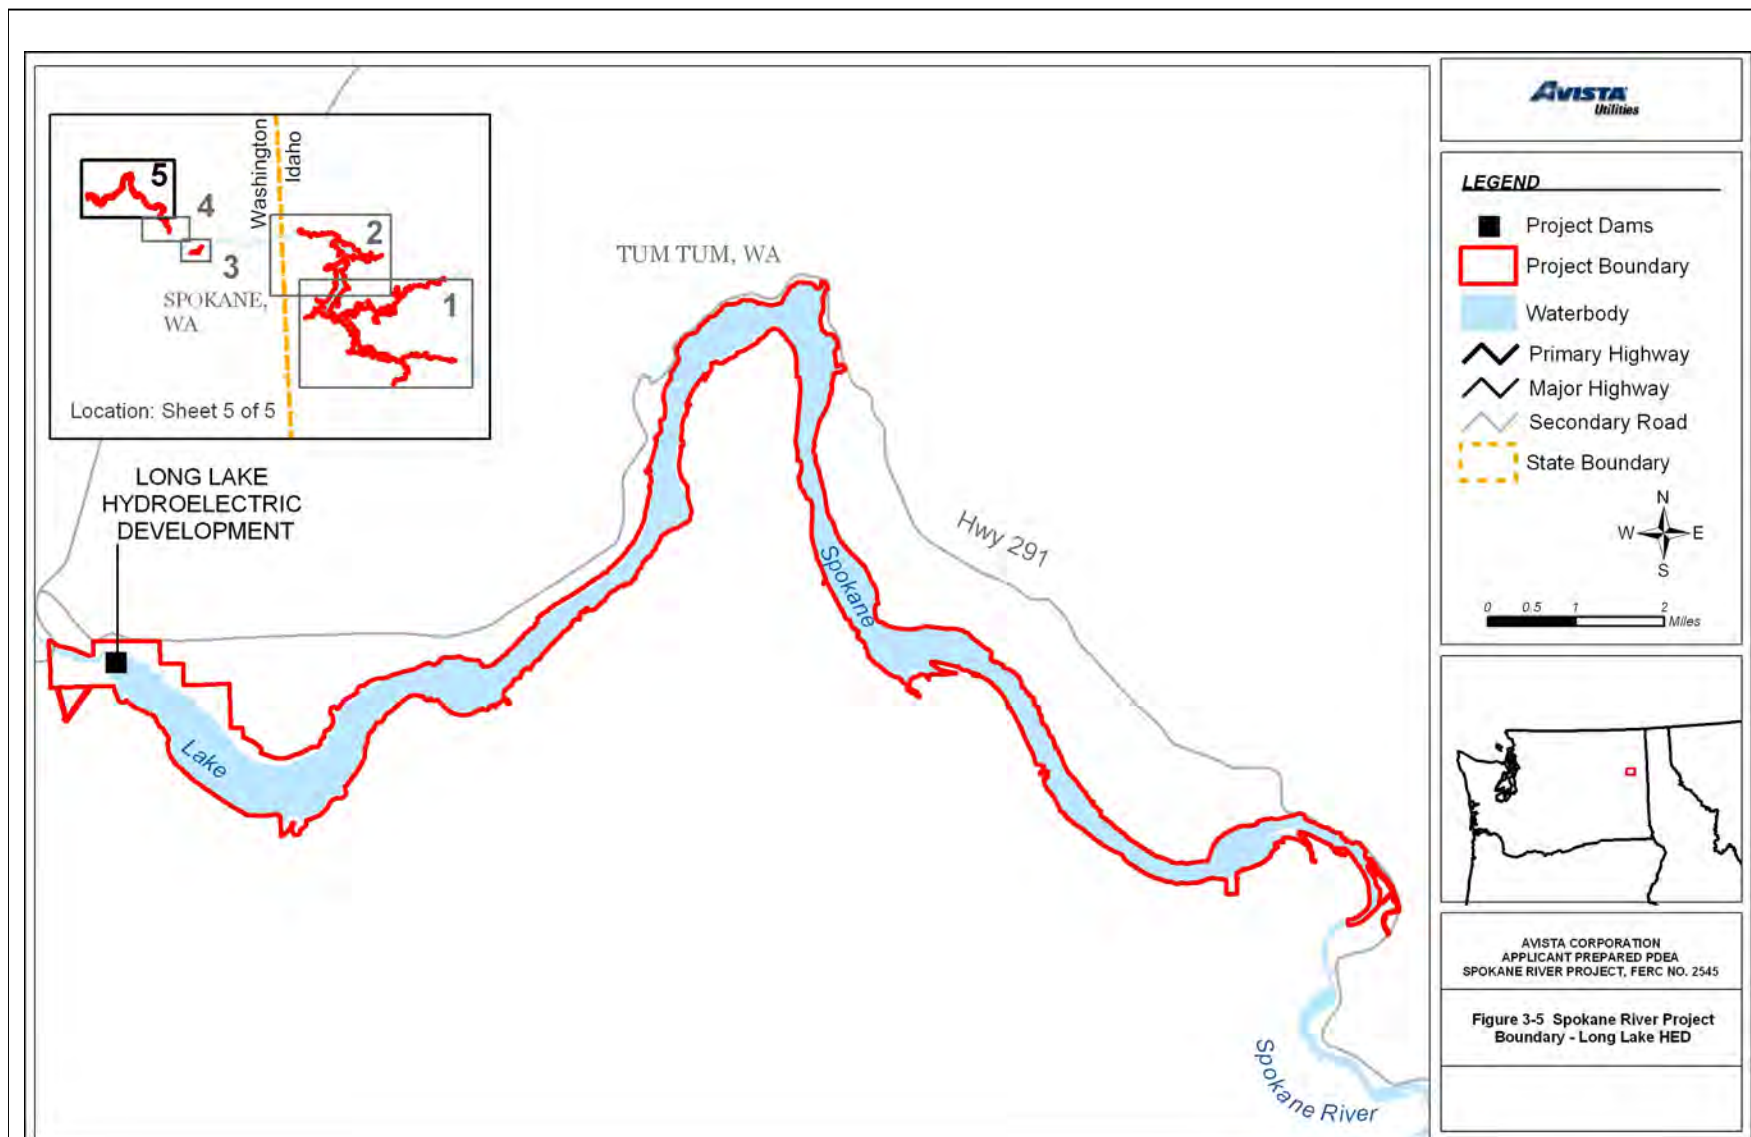 Washington
Idaho
5
4
3
2
1
SPOKANE,
WA
Location: Sheet 5 of 5
TUM TUM, WA
LONG LAKE
HYDROELECTRIC
DEVELOPMENT
Hwy 291
Spokane
Lake
Spokane River
AVISTA
Utilities
LEGEND
Project Dams
Project Boundary
Waterbody
Primary Highway
Major Highway
Secondary Road
State Boundary
N
W E
S
0 0.5 1 2
Miles
AVISTA CORPORATION
APPLICANT PREPARED PDEA
SPOKANE RIVER PROJECT, FERC NO. 2545
Figure 3-5 Spokane River Project
Boundary - Long Lake HED